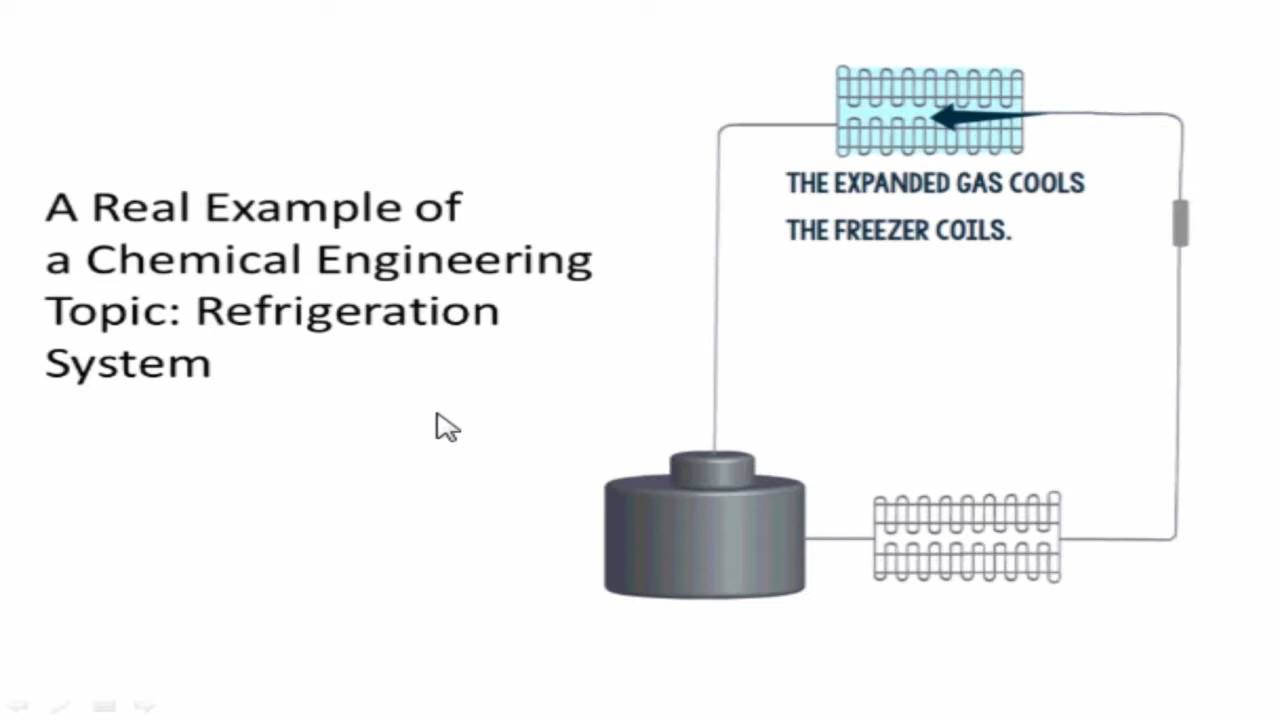 A Real Example of
a Chemical Engineering
Topic: Refrigeration
System
THE EXPANDED GAS COOLS
THE FREEZER COILS.